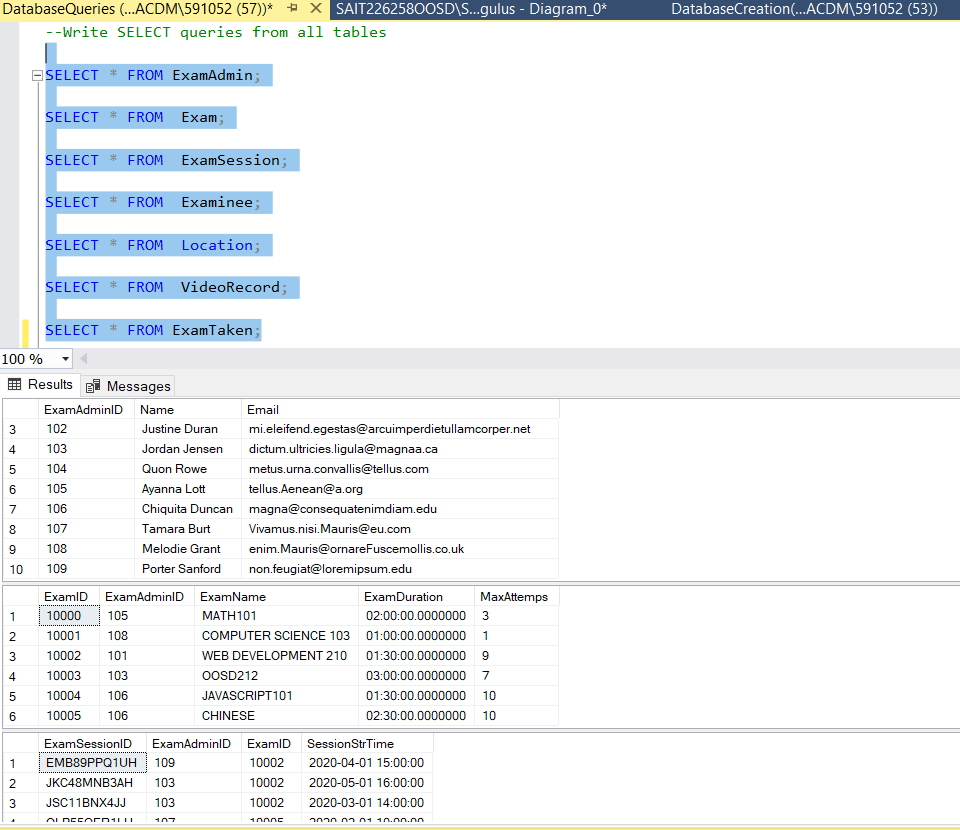 DatabaseQueries (...ACDM\591052 (57))* SAIT226258OOSD\S...gulus - Diagram_0* DatabaseCreation(...ACDM\591052 (53))
--Write SELECT queries from all tables
SELECT * FROM ExamAdmin;
SELECT * FROM  Exam;
SELECT * FROM  ExamSession;
SELECT * FROM  Examinee;
SELECT * FROM  Location;
SELECT * FROM  VideoRecord;
SELECT * FROM ExamTaken;
100 %
Results Messages
ExamAdminID Name Email
3 102 Justine Duran mi.eleifend.egestas@arcuimperdietullamcorper.net
4 103 Jordan Jensen dictum.ultricies.ligula@magnaa.ca
5 104 Quon Rowe metus.urna.convallis@tellus.com
6 105 Ayanna Lott tellus.Aenean@a.org
7 106 Chiquita Duncan magna@consequatenimdiam.edu
8 107 Tamara Burt Vivamus.nisi.Mauris@eu.com
9 108 Melodie Grant enim.Mauris@ornareFuscemollis.co.uk
10 109 Porter Sanford non.feugiat@loremipsum.edu
ExamID ExamAdminID ExamName ExamDuration MaxAttemps
1 10000 105 MATH101 02:00:00.0000000 3
2 10001 108 COMPUTER SCIENCE 103 01:00:00.0000000 1
3 10002 101 WEB DEVELOPMENT 210 01:30:00.0000000 9
4 10003 103 OOSD212 03:00:00.0000000 7
5 10004 106 JAVASCRIPT101 01:30:00.0000000 10
6 10005 106 CHINESE 02:30:00.0000000 10
ExamSessionID ExamAdminID ExamID SessionStrTime
1 EMB89PPQ1UH 109 10002 2020-04-01 15:00:00
2 JKC48MNB3AH 103 10002 2020-05-01 16:00:00
3 JSC11BNX4JJ 103 10002 2020-03-01 14:00:00